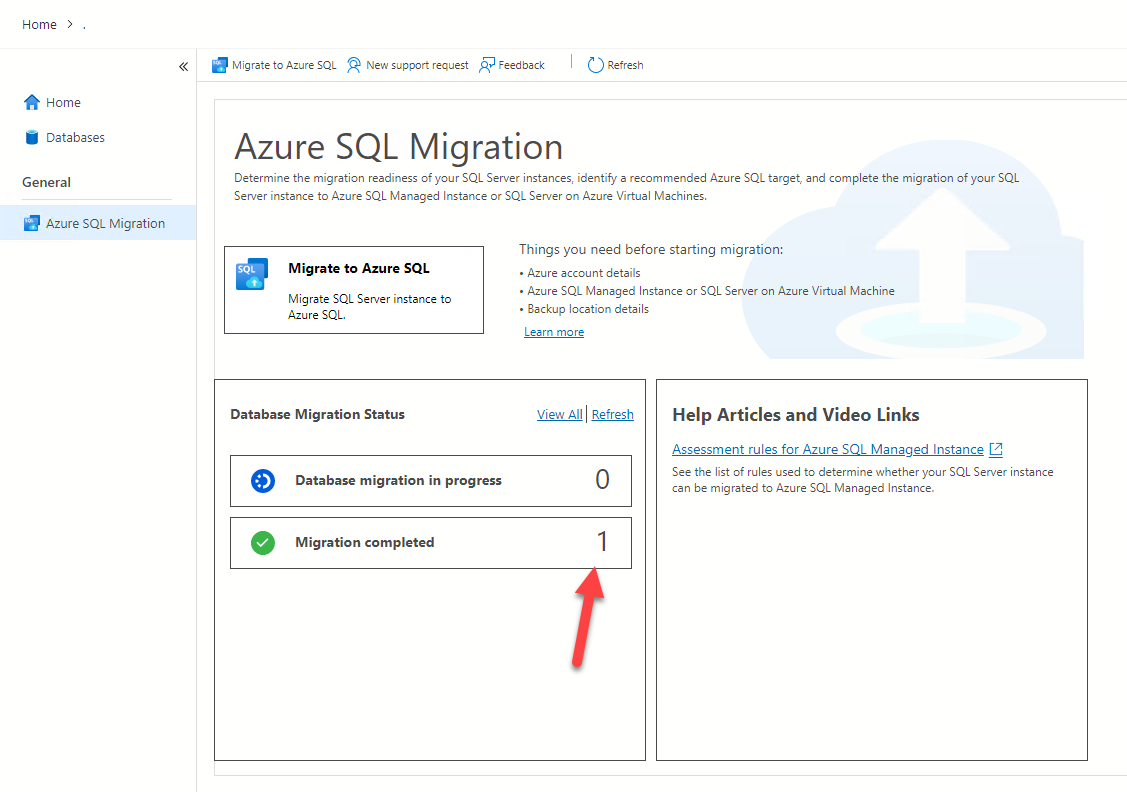 Home > .
Migrate to Azure SQL New support request Feedback Refresh
Home
Databases
General
Azure SQL Migration
Azure SQL Migration
Determine the migration readiness of your SQL Server instances, identify a recommended Azure SQL target, and complete the migration of your SQL
Server instance to Azure SQL Managed Instance or SQL Server on Azure Virtual Machines.
SQL
Migrate to Azure SQL
Migrate SQL Server instance to
Azure SQL.
Things you need before starting migration:
• Azure account details
• Azure SQL Managed Instance or SQL Server on Azure Virtual Machine
• Backup location details
Learn more
Database Migration Status
View All | Refresh
Database migration in progress 0
Migration completed 1
Help Articles and Video Links
Assessment rules for Azure SQL Managed Instance
See the list of rules used to determine whether your SQL Server instance
can be migrated to Azure SQL Managed Instance.